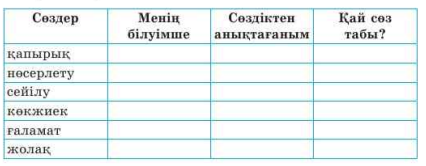 Сөздер Менің білуімше Сөздіктен анықтағаным Қай сөз табы?
қапырық
нөсерлету
сейілу
көкжиек
ғаламат
жолақ